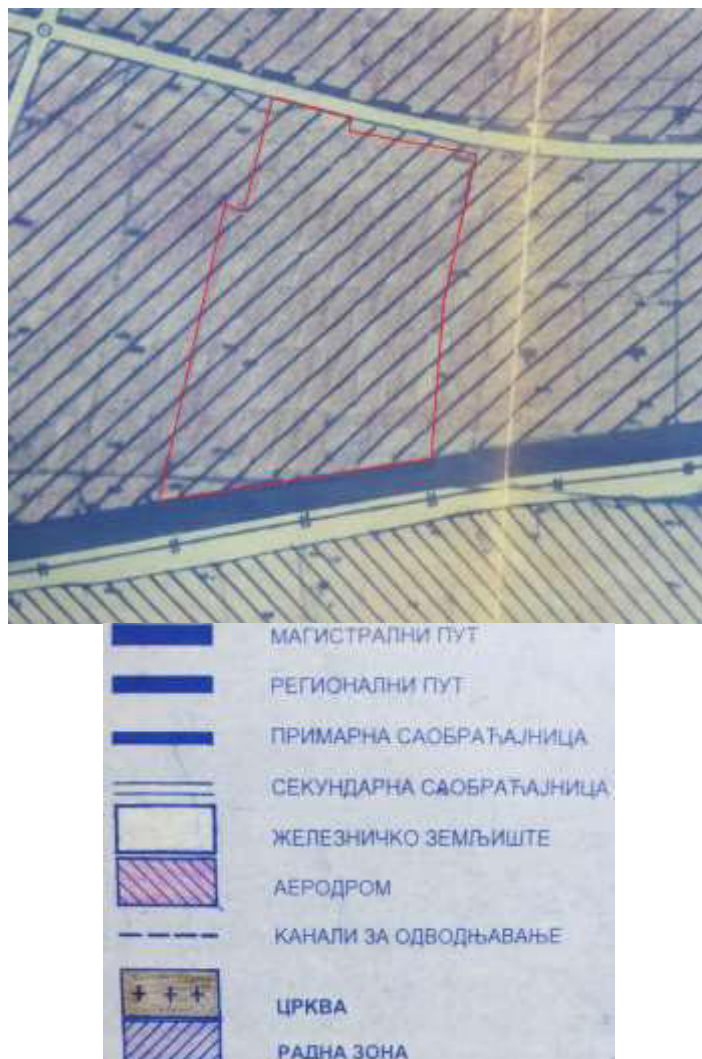 МАГИСТРАЛНИ ПУТ
РЕГИОНАЛНИ ПУТ
ПРИМАРНА САОБРАЋАЈНИЦА
СЕКУНДАРНА САОБРАЋАЈНИЦА
ЖЕЛЕЗНИЧКО ЗЕМЉИШТЕ
АЕРОДРОМ
КАНАЛИ ЗА ОДВОДЊАВАЊЕ
ЦРКВА
РАДНА ЗОНА